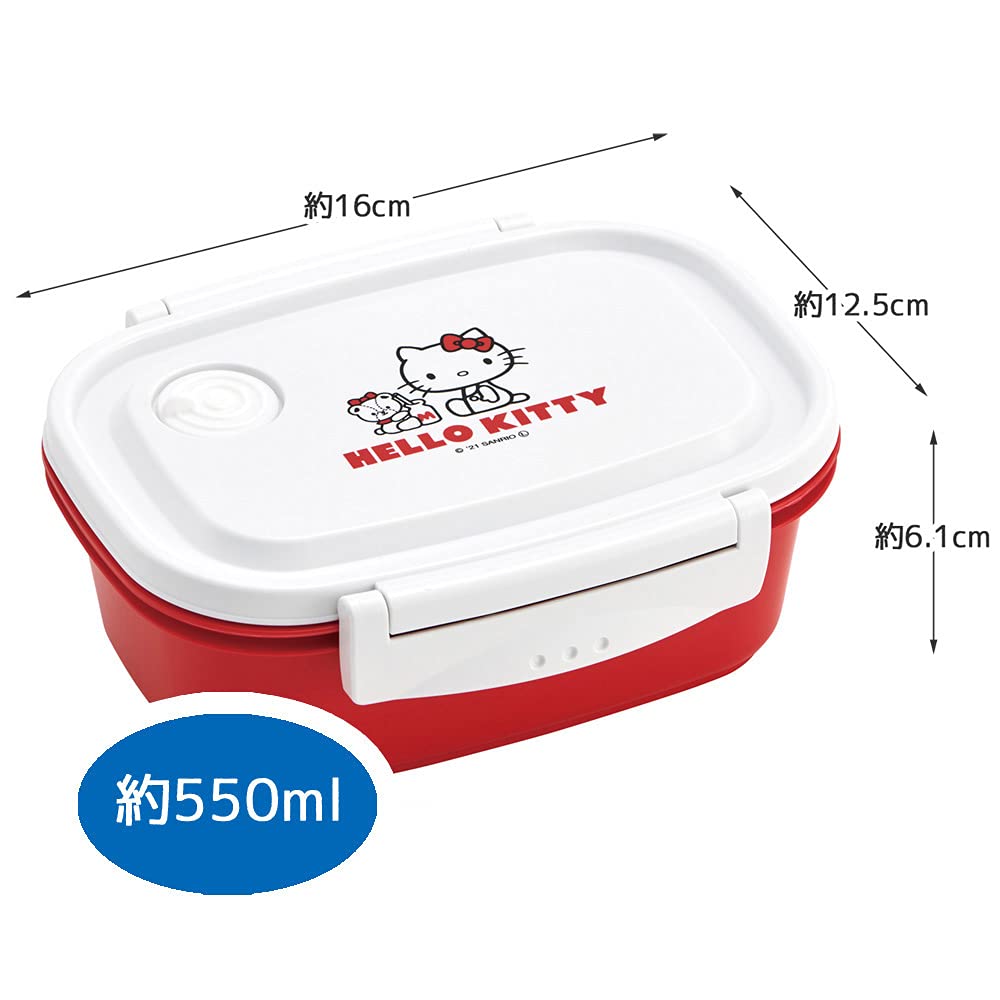 約16cm
約12.5cm
約6.1cm
M
HELLO KITTY
© '21 SANRIO Ⓛ
約550ml